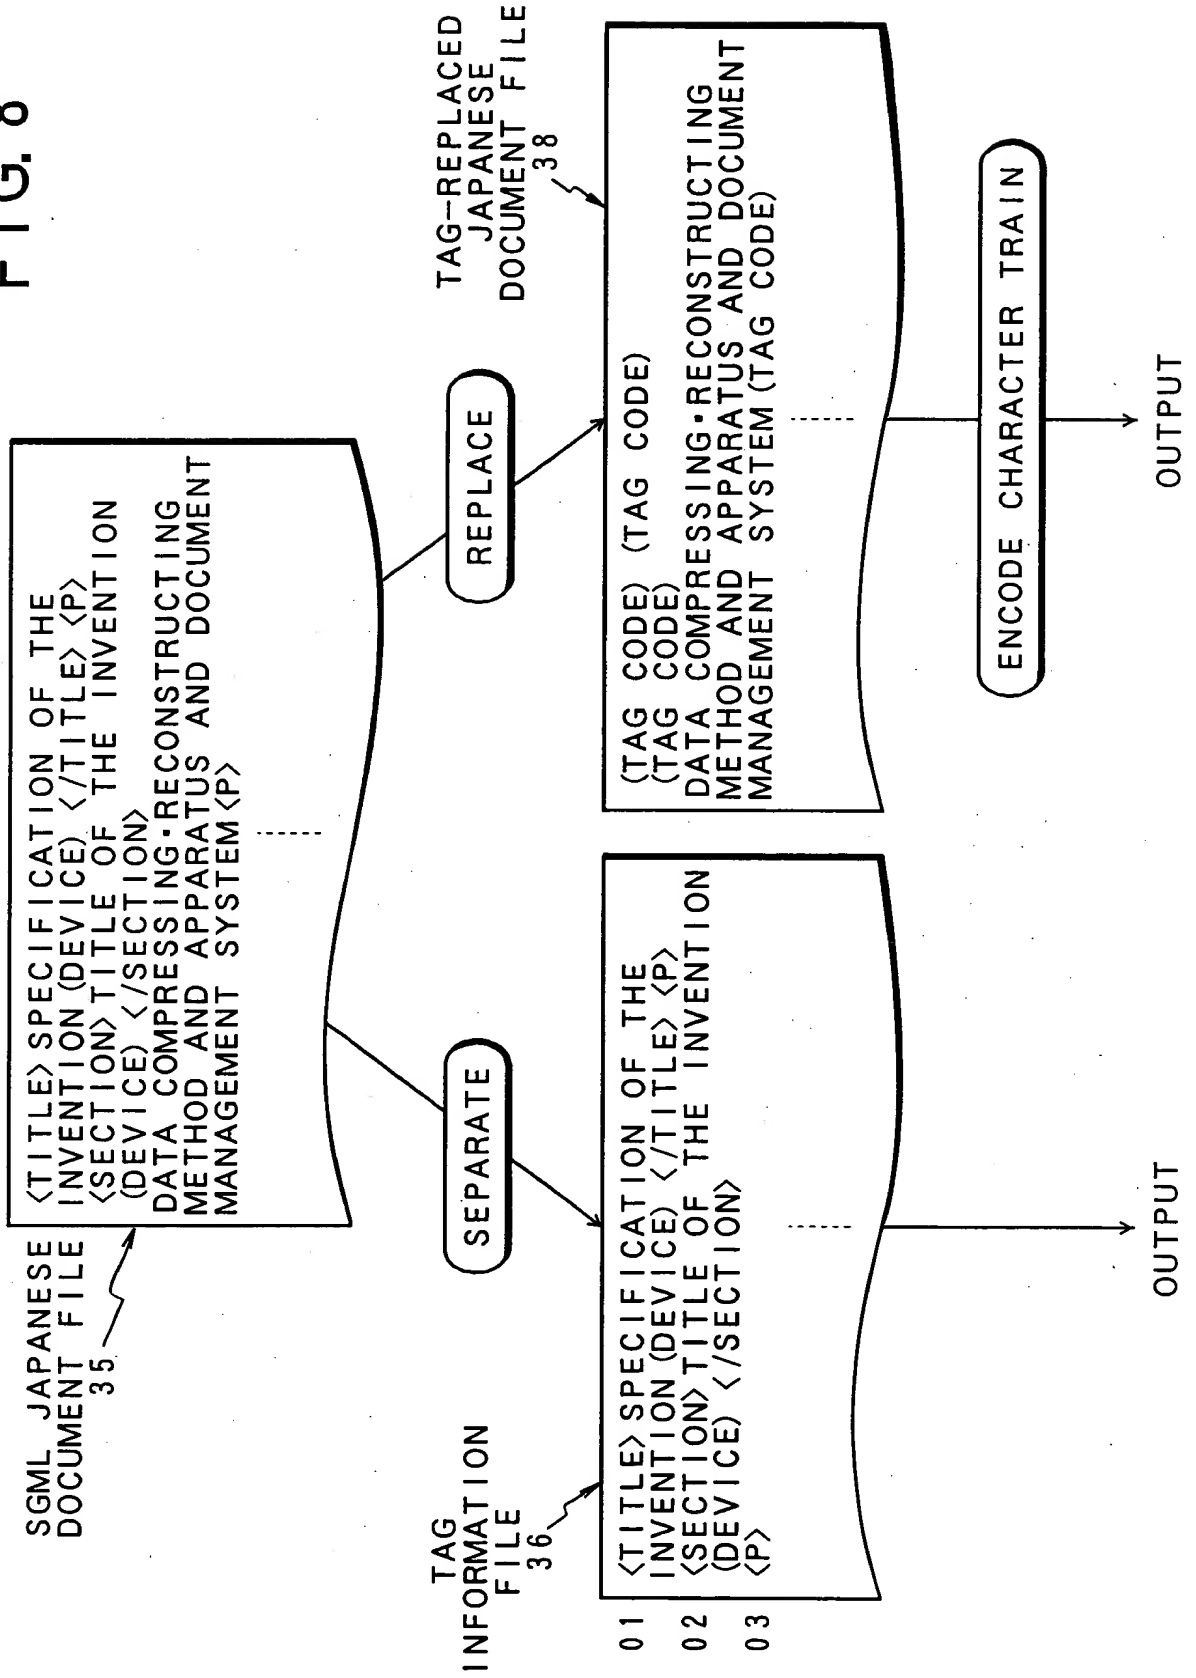 FIG. 8
SGML JAPANESE
DOCUMENT FILE
35
<TITLE>SPECIFICATION OF THE
INVENTION(DEVICE)</TITLE><P>
<SECTION>TITLE OF THE INVENTION
(DEVICE)</SECTION>
DATA COMPRESSING·RECONSTRUCTING
METHOD AND APPARATUS AND DOCUMENT
MANAGEMENT SYSTEM<P>
SEPARATE
REPLACE
TAG
INFORMATION
FILE
36
01 <TITLE>SPECIFICATION OF THE
INVENTION(DEVICE)</TITLE><P>
02 <SECTION>TITLE OF THE INVENTION
(DEVICE)</SECTION>
03 <P>
OUTPUT
TAG-REPLACED
JAPANESE
DOCUMENT FILE
38
(TAG CODE)(TAG CODE)
(TAG CODE)
DATA COMPRESSING·RECONSTRUCTING
METHOD AND APPARATUS AND DOCUMENT
MANAGEMENT SYSTEM(TAG CODE)
ENCODE CHARACTER TRAIN
OUTPUT